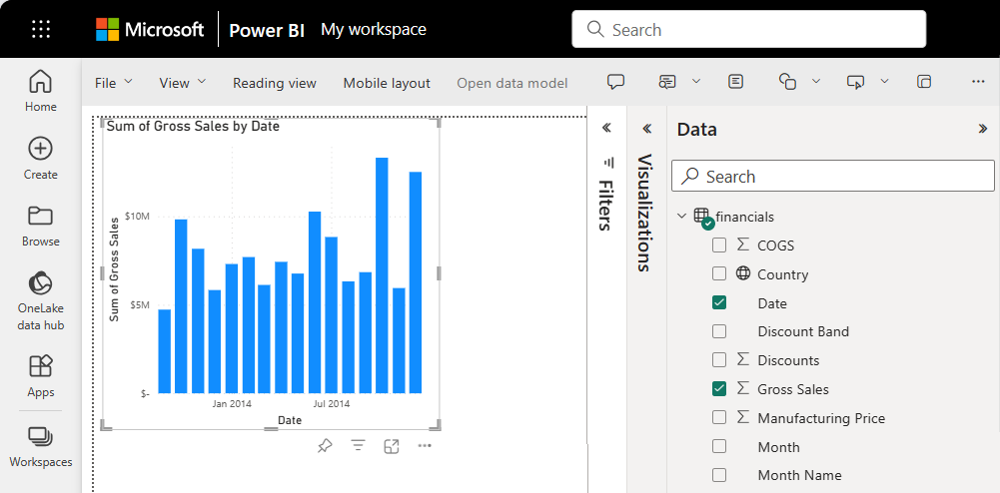 Microsoft Power BI My workspace Search
File View Reading view Mobile layout Open data model
Home
Create
Browse
OneLake
data hub
Apps
Workspaces
Sum of Gross Sales by Date
Sum of Gross Sales
$10M
$5M
$-
Jan 2014 Jul 2014
Date
Filters
Visualizations
Data
Search
financials
COGS
Country
Date
Discount Band
Discounts
Gross Sales
Manufacturing Price
Month
Month Name